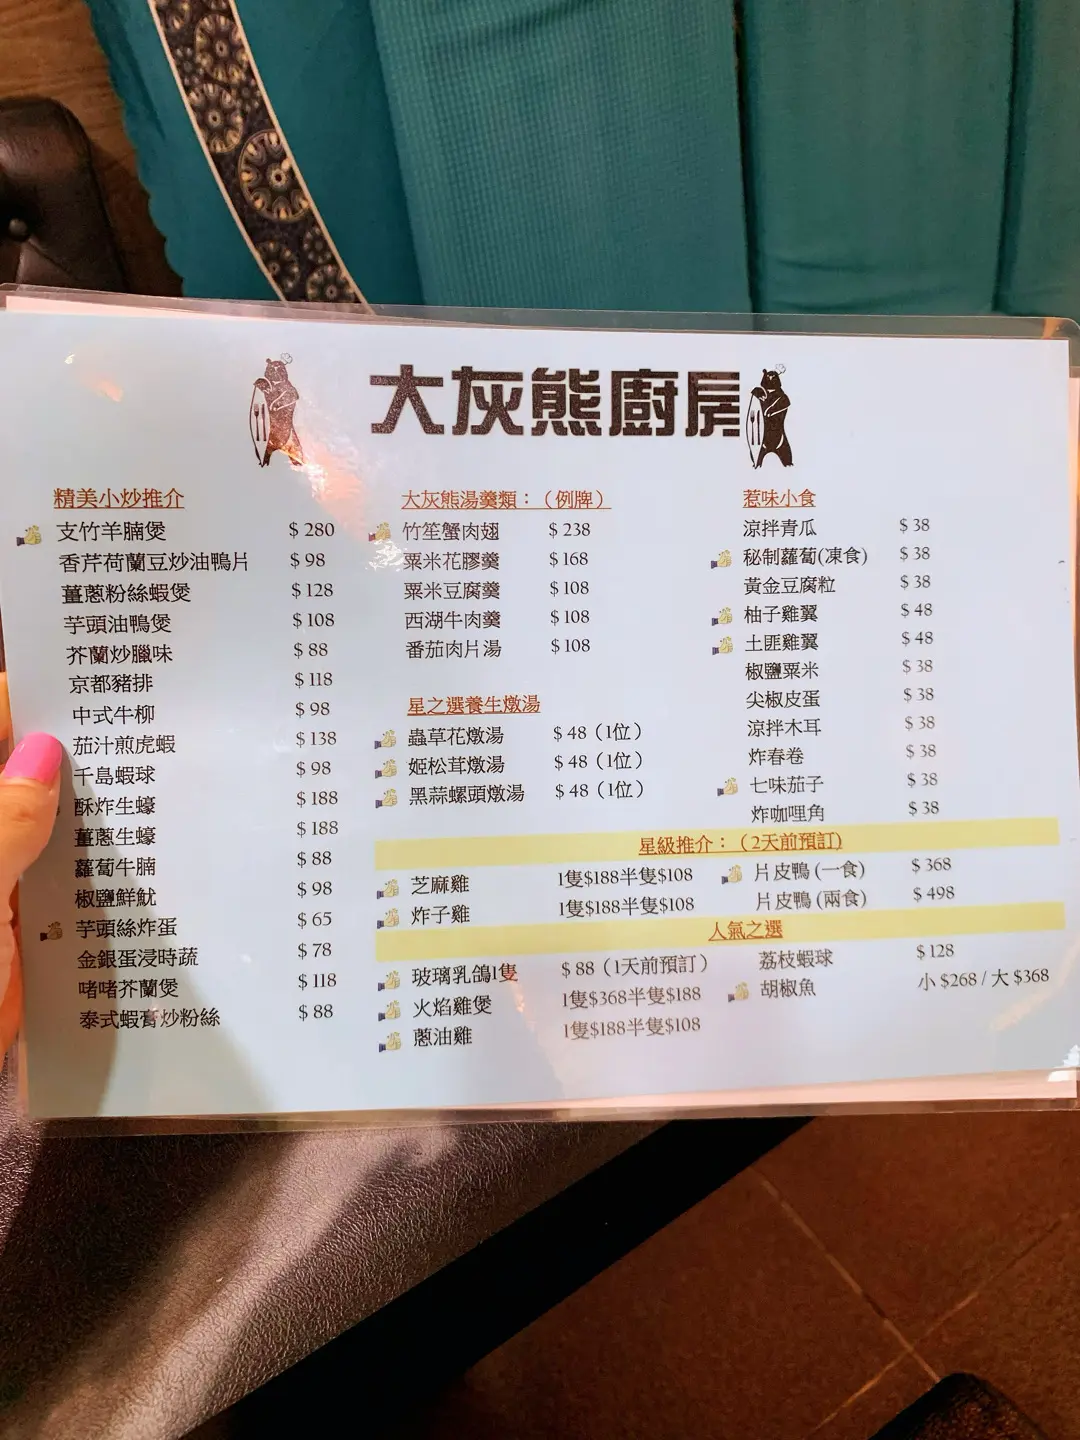 大灰熊廚房
精美小炒推介
支竹羊腩煲 $ 280
香芹荷蘭豆炒油鴨片 $ 98
薑蔥粉絲蝦煲 $ 128
芋頭油鴨煲 $ 108
芥蘭炒臘味 $ 88
京都豬排 $ 118
中式牛柳 $ 98
茄汁煎虎蝦 $ 138
千島蝦球 $ 98
酥炸生蠔 $ 188
薑蔥生蠔 $ 188
蘿蔔牛腩 $ 88
椒鹽鮮魷 $ 98
芋頭絲炸蛋 $ 65
金銀蛋浸時蔬 $ 78
啫啫芥蘭煲 $ 118
泰式蝦膏炒粉絲 $ 88
大灰熊湯羹類：（例牌）
竹笙蟹肉翅 $ 238
粟米花膠羹 $ 168
粟米豆腐羹 $ 108
西湖牛肉羹 $ 108
番茄肉片湯 $ 108
星之選養生燉湯
蟲草花燉湯 $ 48（1位）
姬松茸燉湯 $ 48（1位）
黑蒜螺頭燉湯 $ 48（1位）
惹味小食
涼拌青瓜 $ 38
秘制蘿蔔(凍食) $ 38
黃金豆腐粒 $ 38
柚子雞翼 $ 48
土匪雞翼 $ 48
椒鹽粟米 $ 38
尖椒皮蛋 $ 38
涼拌木耳 $ 38
炸春卷 $ 38
七味茄子 $ 38
炸咖哩角 $ 38
星級推介：（2天前預訂)
芝麻雞 1隻$188半隻$108
炸子雞 1隻$188半隻$108
片皮鴨 (一食) $ 368
片皮鴨 (兩食) $ 498
人氣之選
玻璃乳鴿1隻 $ 88（1天前預訂）
火焰雞煲 1隻$368半隻$188
蔥油雞 1隻$188半隻$108
荔枝蝦球 $ 128
胡椒魚 小 $268 / 大 $368